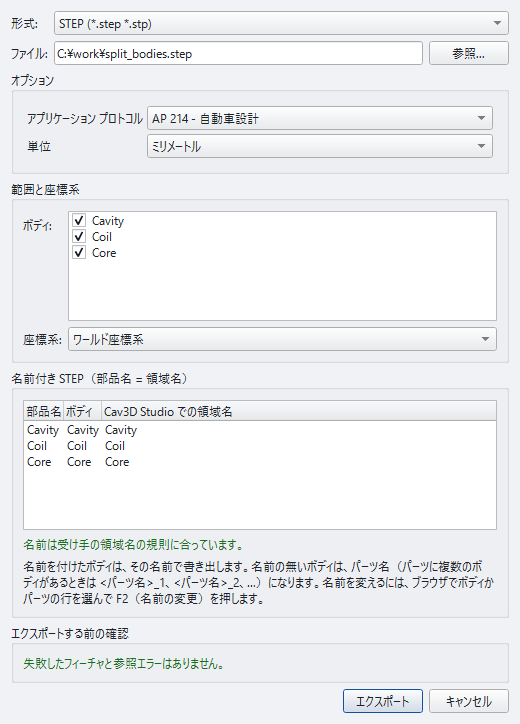 形式: STEP (*.step *.stp)
ファイル: C:¥work¥split_bodies.step 参照...
オプション
アプリケーション プロトコル AP 214 - 自動車設計
単位 ミリメートル
範囲と座標系
ボディ: Cavity
Coil
Core
座標系: ワールド座標系
名前付き STEP（部品名 = 領域名）
部品名 ボディ Cav3D Studio での領域名
Cavity Cavity Cavity
Coil Coil Coil
Core Core Core
名前は受け手の領域名の規則に合っています。
名前を付けたボディは、その名前で書き出します。名前の無いボディは、パーツ名（パーツに複数のボ
ディがあるときは <パーツ名>_1、<パーツ名>_2、...）になります。名前を変えるには、ブラウザでボディか
パーツの行を選んで F2（名前の変更）を押します。
エクスポートする前の確認
失敗したフィーチャと参照エラーはありません。
エクスポート キャンセル